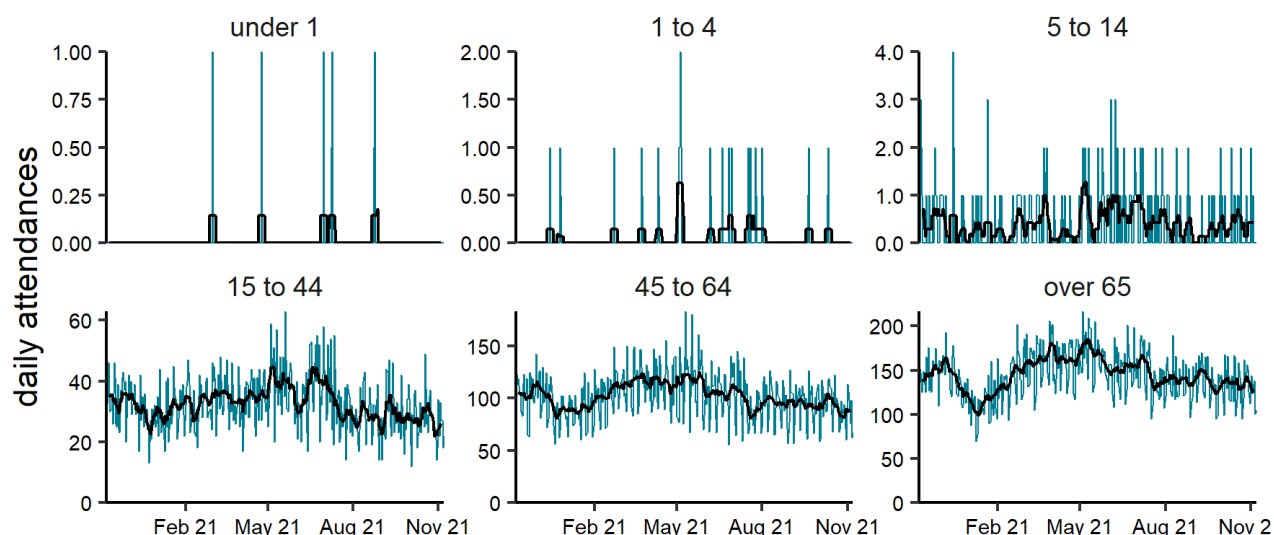 daily attendances
under 1
1.00
0.75
0.50
0.25
0.00
1 to 4
2.00
1.50
1.00
0.50
0.00
5 to 14
4.0
3.0
2.0
1.0
0.0
15 to 44
60
40
20
0
Feb 21 May 21 Aug 21 Nov 21
45 to 64
150
100
50
0
Feb 21 May 21 Aug 21 Nov 21
over 65
200
150
100
50
0
Feb 21 May 21 Aug 21 Nov 2